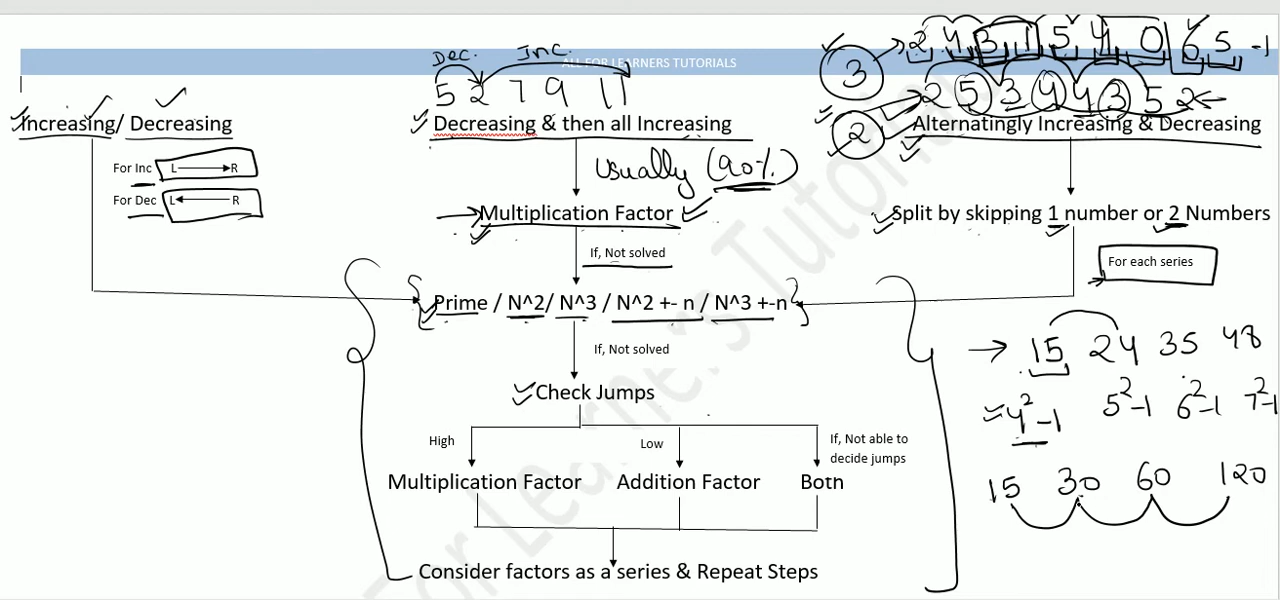 2 4 3 1 5 4 0 6 5 -1
Dec. Inc.
ALL FOR LEARNERS TUTORIALS
3
5 2 7 9 11
2 5 3 4 4 3 5 2
Increasing/ Decreasing
Decreasing & then all Increasing
2
Alternatingly Increasing & Decreasing
For Inc L R
usually (90%)
For Dec L R
Multiplication Factor
Split by skipping 1 number or 2 Numbers
If, Not solved
For each series
Prime / N^2/ N^3 / N^2 +- n / N^3 +-n
If, Not solved
15 24 35 48
Check Jumps
4²-1 5²-1 6²-1 7²-1
High
Low
If, Not able to
decide jumps
Multiplication Factor Addition Factor Botn
15 30 60 120
Consider factors as a series & Repeat Steps
For Learners Tutorials